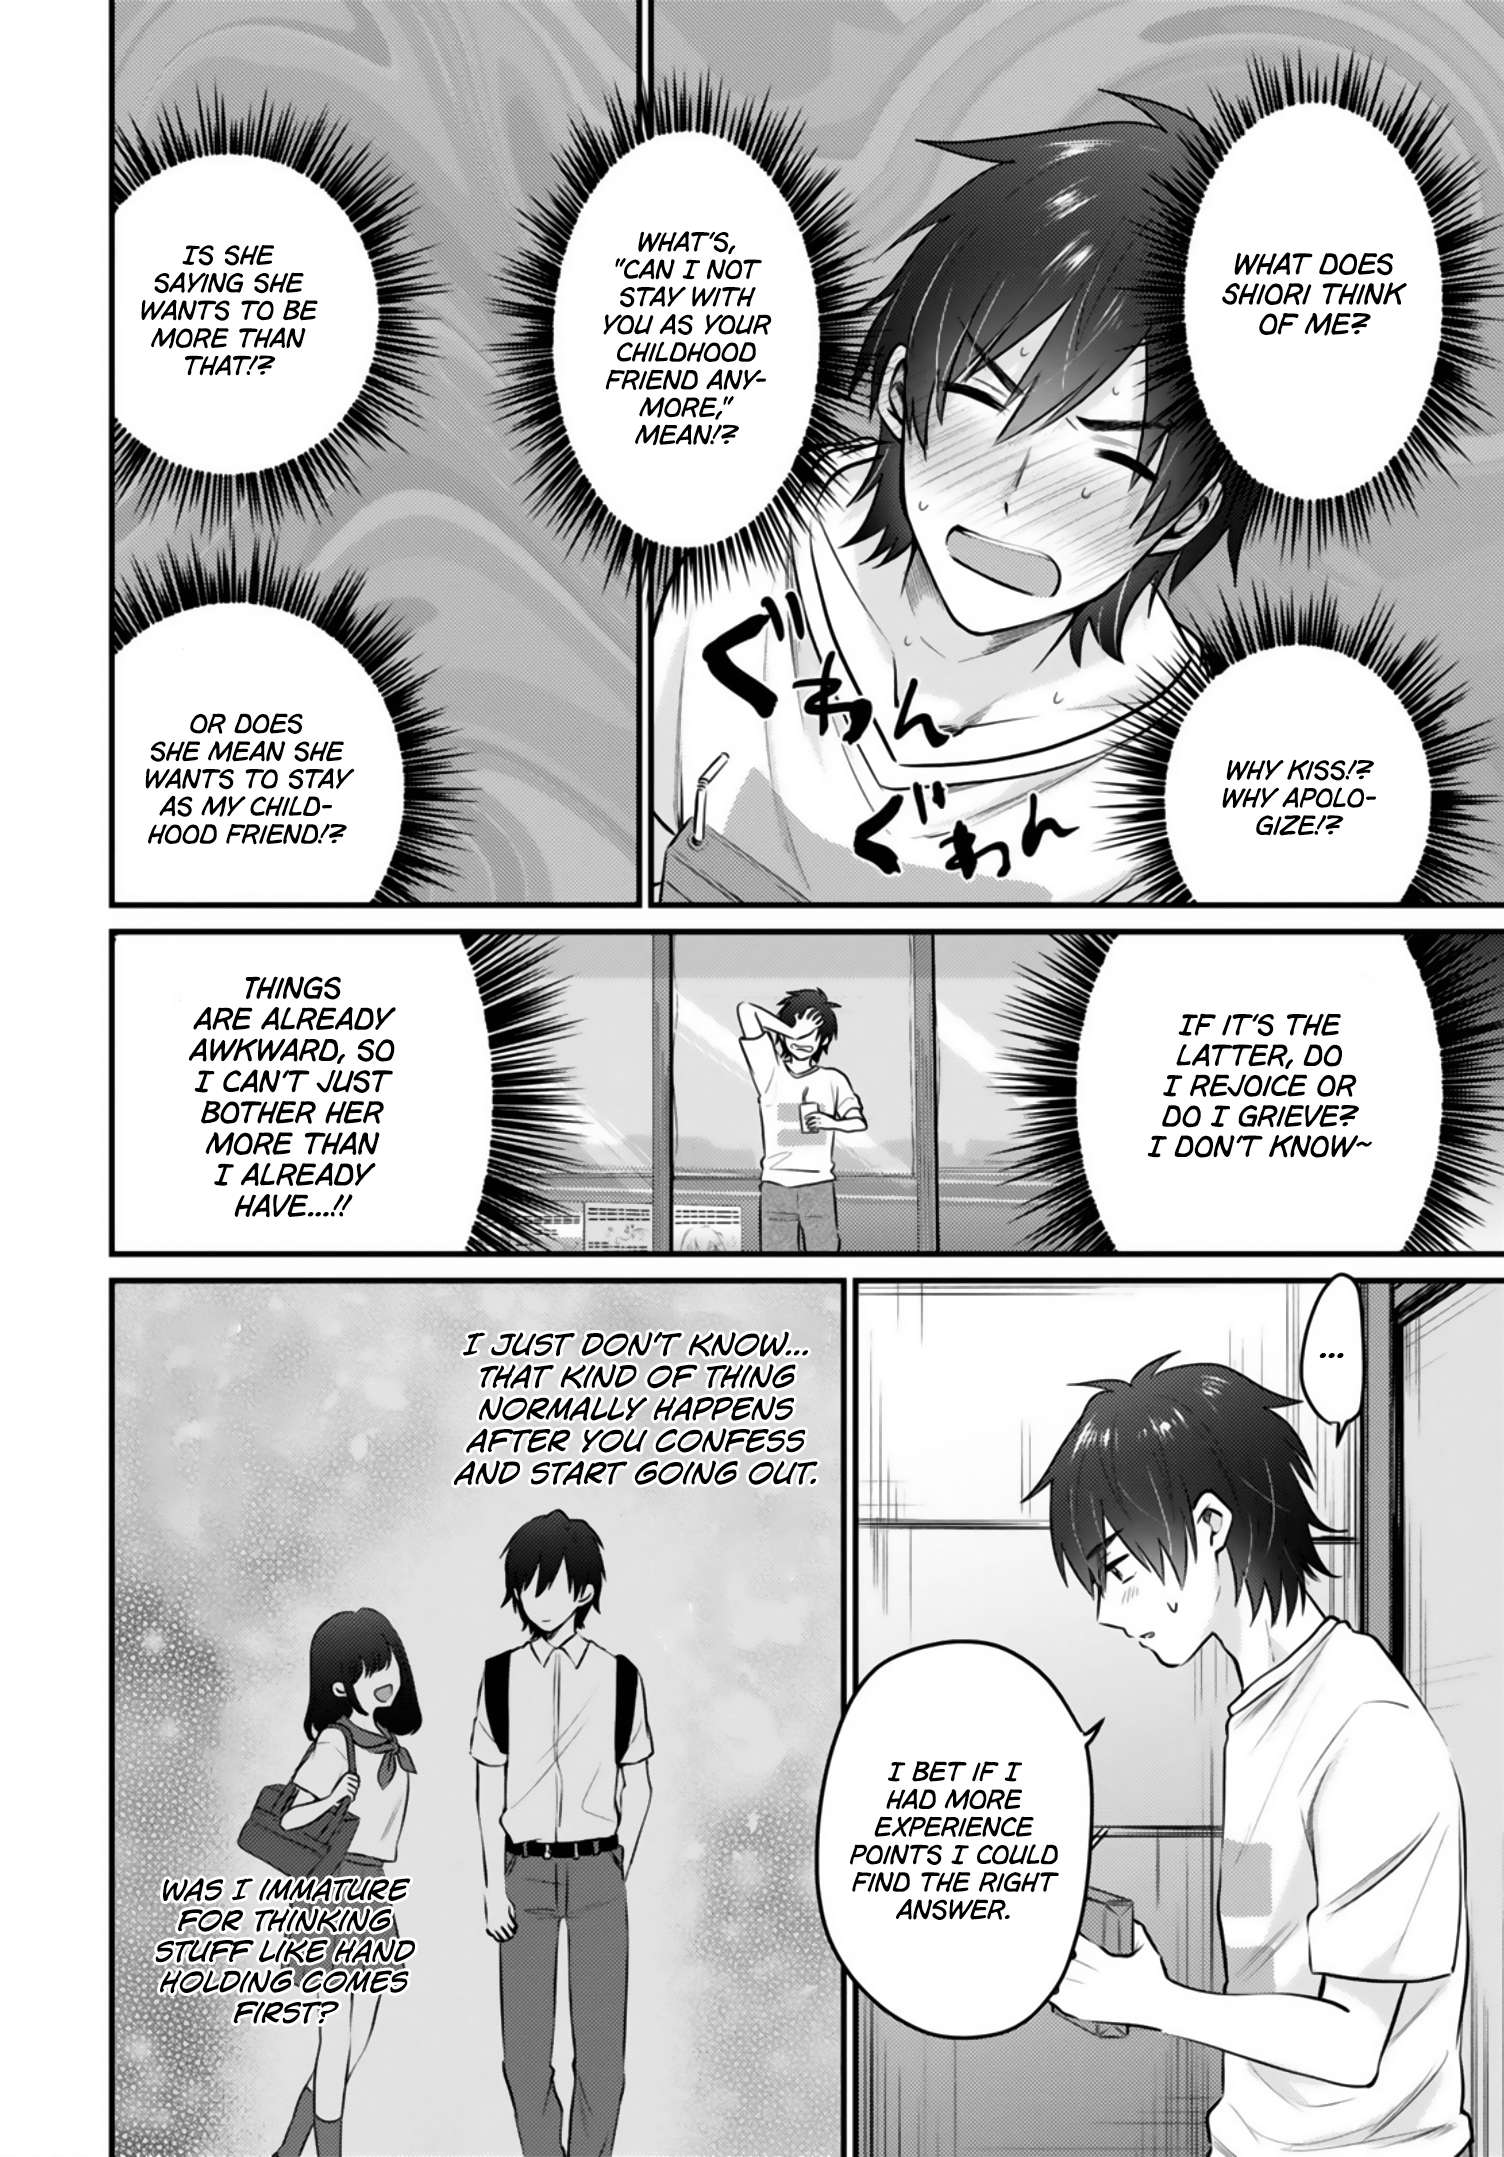 WHAT DOES
SHIORI THINK
OF ME?
WHY KISS!?
WHY APOLO-
GIZE!?
ぐわん
ぐわん
WHAT'S,
"CAN I NOT
STAY WITH
YOU AS YOUR
CHILDHOOD
FRIEND ANY-
MORE,"
MEAN!?
IS SHE
SAYING SHE
WANTS TO BE
MORE THAN
THAT!?
OR DOES
SHE MEAN SHE
WANTS TO STAY
AS MY CHILD-
HOOD FRIEND!?
IF IT'S THE
LATTER, DO
I REJOICE OR
DO I GRIEVE?
I DON'T KNOW~
THINGS
ARE ALREADY
AWKWARD, SO
I CAN'T JUST
BOTHER HER
MORE THAN
I ALREADY
HAVE...!!
...
I BET IF I
HAD MORE
EXPERIENCE
POINTS I COULD
FIND THE RIGHT
ANSWER.
I JUST DON'T KNOW...
THAT KIND OF THING
NORMALLY HAPPENS
AFTER YOU CONFESS
AND START GOING OUT.
WAS I IMMATURE
FOR THINKING
STUFF LIKE HAND
HOLDING COMES
FIRST?